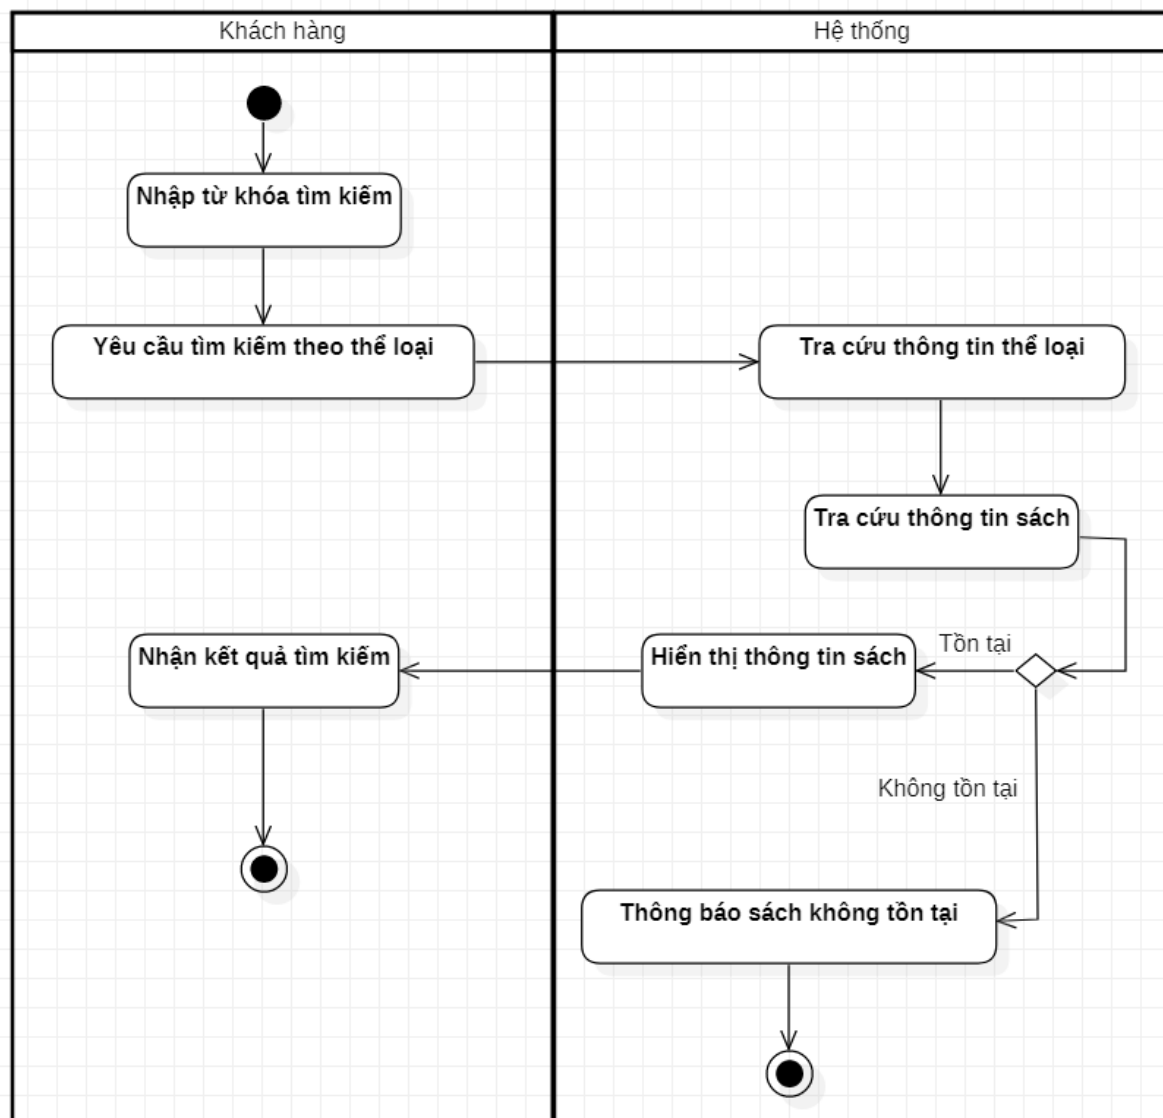 Khách hàng
Hệ thống
Nhập từ khóa tìm kiếm
Yêu cầu tìm kiếm theo thể loại
Tra cứu thông tin thể loại
Tra cứu thông tin sách
Tồn tại
Hiển thị thông tin sách
Nhận kết quả tìm kiếm
Không tồn tại
Thông báo sách không tồn tại